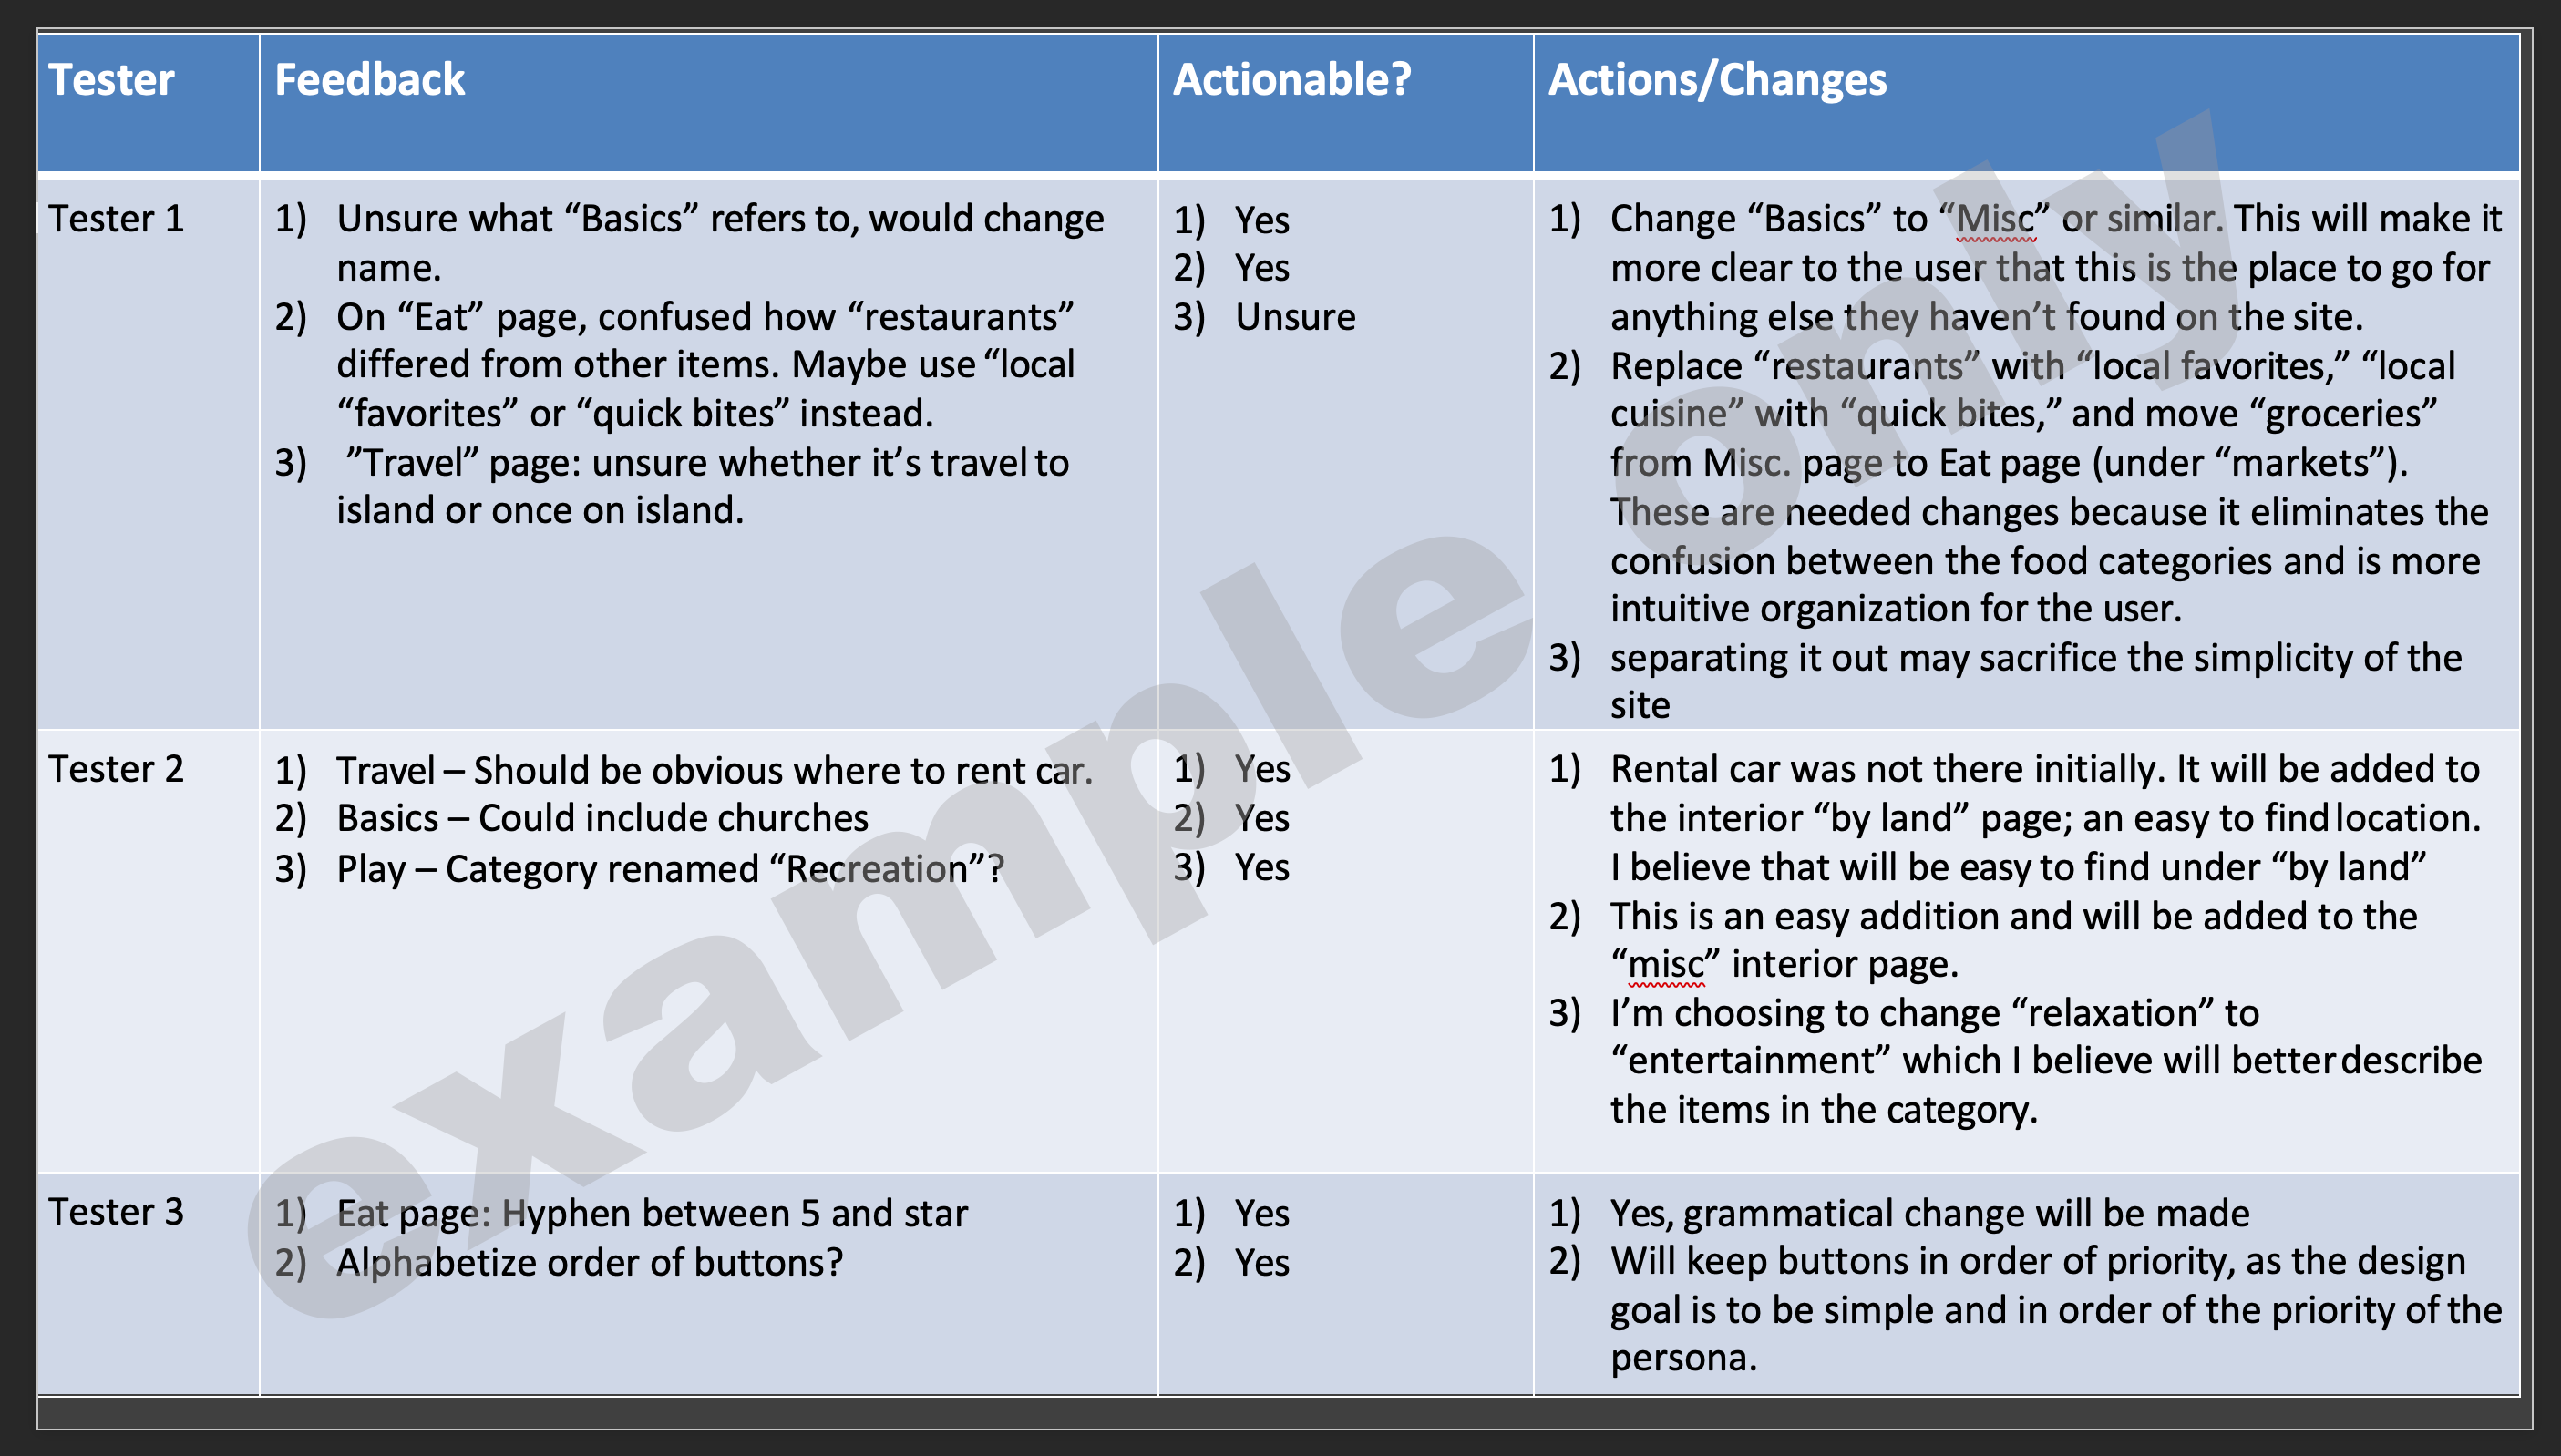 Tester
Feedback
Actionable?
Actions/Changes
Tester 1
1) Unsure what “Basics” refers to, would change
name.
2) On “Eat” page, confused how “restaurants”
differed from other items. Maybe use “local
“favorites” or “quick bites” instead.
3) ”Travel” page: unsure whether it’s travel to
island or once on island.
1) Yes
2) Yes
3) Unsure
1) Change “Basics” to “Misc” or similar. This will make it
more clear to the user that this is the place to go for
anything else they haven’t found on the site.
2) Replace “restaurants” with “local favorites,” “local
cuisine” with “quick bites,” and move “groceries”
from Misc. page to Eat page (under “markets”).
These are needed changes because it eliminates the
confusion between the food categories and is more
intuitive organization for the user.
3) separating it out may sacrifice the simplicity of the
site
Tester 2
1) Travel – Should be obvious where to rent car.
2) Basics – Could include churches
3) Play – Category renamed “Recreation”?
1) Yes
2) Yes
3) Yes
1) Rental car was not there initially. It will be added to
the interior “by land” page; an easy to find location.
I believe that will be easy to find under “by land”
2) This is an easy addition and will be added to the
“misc” interior page.
3) I’m choosing to change “relaxation” to
“entertainment” which I believe will better describe
the items in the category.
Tester 3
1) Eat page: Hyphen between 5 and star
2) Alphabetize order of buttons?
1) Yes
2) Yes
1) Yes, grammatical change will be made
2) Will keep buttons in order of priority, as the design
goal is to be simple and in order of the priority of the
persona.
example only